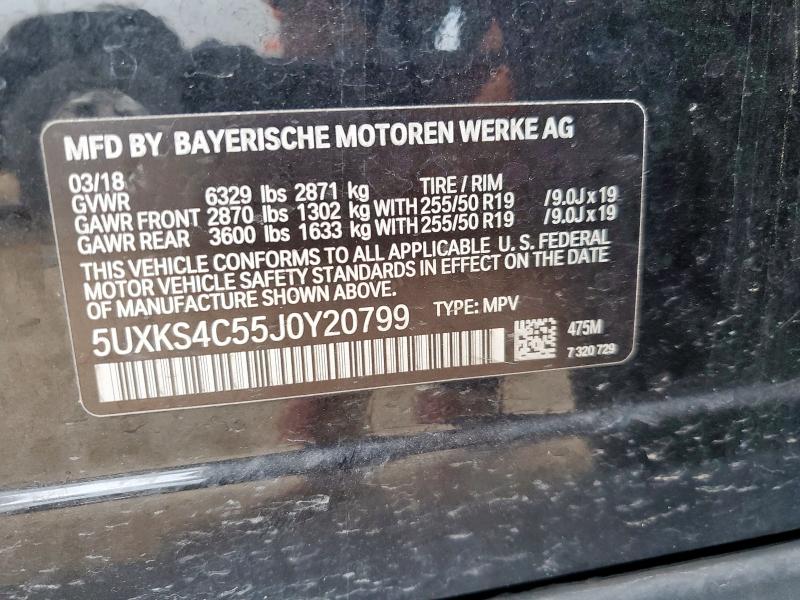 MFD BY BAYERISCHE MOTOREN WERKE AG
03/18
GVWR 6329 lbs 2871 kg TIRE / RIM
GAWR FRONT 2870 lbs 1302 kg WITH 255/50 R19 /9.0J x 19
GAWR REAR 3600 lbs 1633 kg WITH 255/50 R19 /9.0J x 19
THIS VEHICLE CONFORMS TO ALL APPLICABLE U.S. FEDERAL
MOTOR VEHICLE SAFETY STANDARDS IN EFFECT ON THE DATE
OF MANUFACTURE SHOWN ABOVE.
5UXKS4C55J0Y20799 TYPE: MPV
475M
7 320 729